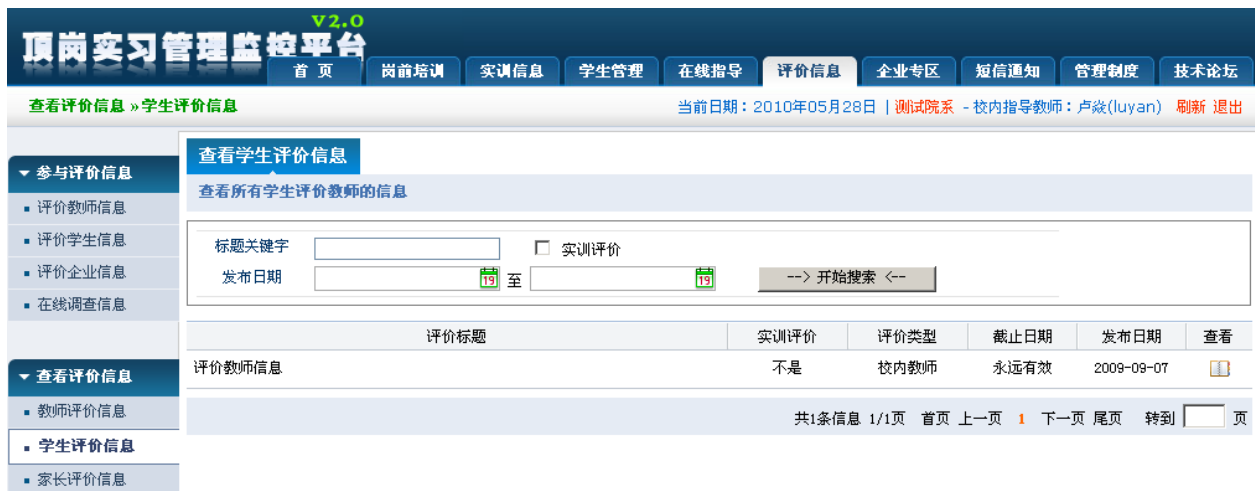 顶岗实习管理监控平台 V2.0
首 页 岗前培训 实训信息 学生管理 在线指导 评价信息 企业专区 短信通知 管理制度 技术论坛
查看评价信息 » 学生评价信息 当前日期：2010年05月28日 | 测试院系 - 校内指导教师：卢焱(luyan) 刷新 退出
参与评价信息
评价教师信息
评价学生信息
评价企业信息
在线调查信息
查看评价信息
教师评价信息
学生评价信息
家长评价信息
查看学生评价信息
查看所有学生评价教师的信息
标题关键字 实训评价
发布日期 19 至 19 --> 开始搜索 <--
评价标题 实训评价 评价类型 截止日期 发布日期 查看
评价教师信息 不是 校内教师 永远有效 2009-09-07
共1条信息 1/1页 首页 上一页 1 下一页 尾页 转到 页